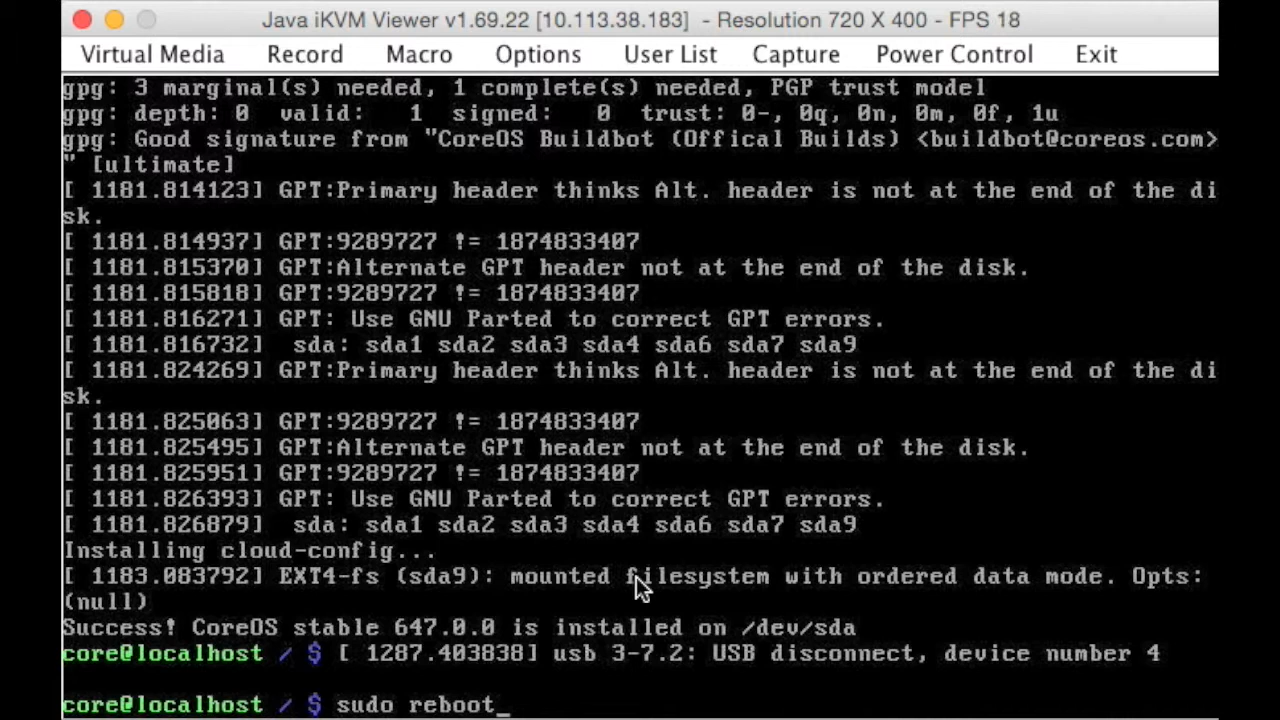 Java iKVM Viewer v1.69.22 [10.113.38.183]  - Resolution 720 X 400 - FPS 18
Virtual Media Record Macro Options User List Capture Power Control Exit
gpg: 3 marginal(s) needed, 1 complete(s) needed, PGP trust model
gpg: depth: 0  valid:   1  signed:   0  trust: 0-, 0q, 0n, 0m, 0f, 1u
gpg: Good signature from "CoreOS Buildbot (Offical Builds) <buildbot@coreos.com>
" [ultimate]
[ 1181.814123] GPT:Primary header thinks Alt. header is not at the end of the di
sk.
[ 1181.814937] GPT:9289727 != 1874833407
[ 1181.815370] GPT:Alternate GPT header not at the end of the disk.
[ 1181.815818] GPT:9289727 != 1874833407
[ 1181.816271] GPT: Use GNU Parted to correct GPT errors.
[ 1181.816732]  sda: sda1 sda2 sda3 sda4 sda6 sda7 sda9
[ 1181.824269] GPT:Primary header thinks Alt. header is not at the end of the di
sk.
[ 1181.825063] GPT:9289727 != 1874833407
[ 1181.825495] GPT:Alternate GPT header not at the end of the disk.
[ 1181.825951] GPT:9289727 != 1874833407
[ 1181.826393] GPT: Use GNU Parted to correct GPT errors.
[ 1181.826879]  sda: sda1 sda2 sda3 sda4 sda6 sda7 sda9
Installing cloud-config...
[ 1183.083792] EXT4-fs (sda9): mounted filesystem with ordered data mode. Opts:
(null)
Success! CoreOS stable 647.0.0 is installed on /dev/sda
core@localhost / $ [ 1287.403838] usb 3-7.2: USB disconnect, device number 4
core@localhost / $ sudo reboot_